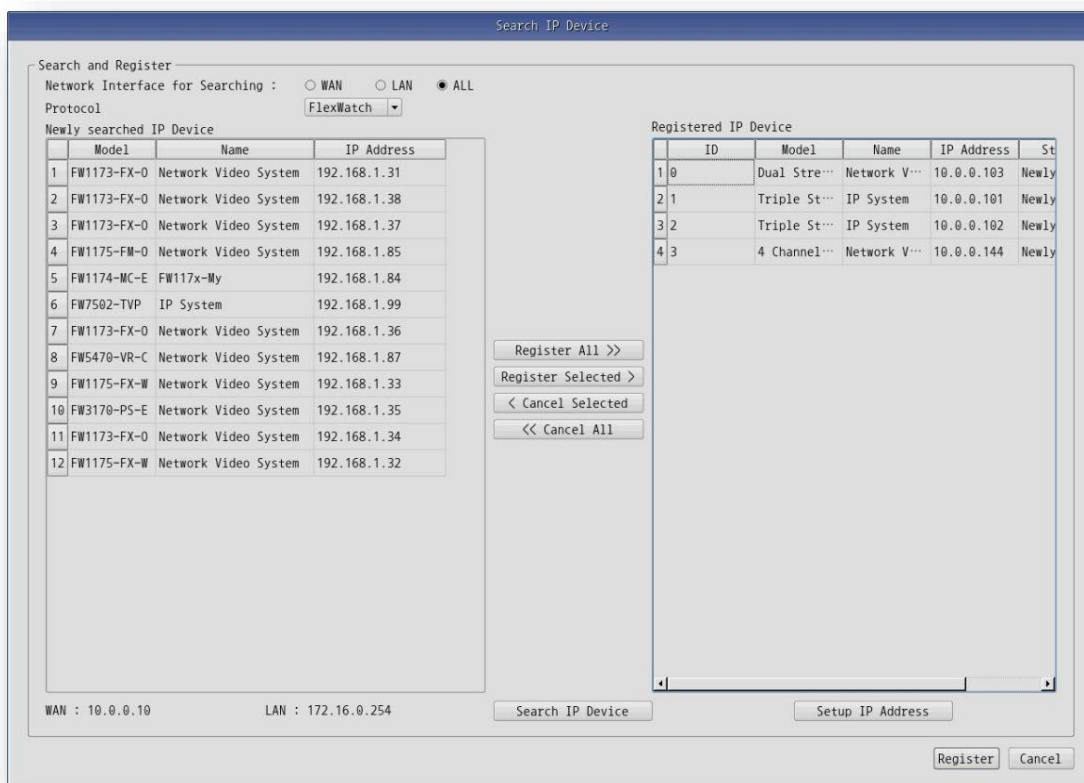 Search IP Device
Search and Register
Network Interface for Searching : WAN LAN ALL
Protocol FlexWatch
Newly searched IP Device
Model Name IP Address
1 FW1173-FX-O Network Video System 192.168.1.31
2 FW1173-FX-O Network Video System 192.168.1.38
3 FW1173-FX-O Network Video System 192.168.1.37
4 FW1175-FM-O Network Video System 192.168.1.85
5 FW1174-MC-E FW117x-My 192.168.1.84
6 FW7502-TVP IP System 192.168.1.99
7 FW1173-FX-O Network Video System 192.168.1.36
8 FW5470-VR-C Network Video System 192.168.1.87
9 FW1175-FX-W Network Video System 192.168.1.33
10 FW3170-PS-E Network Video System 192.168.1.35
11 FW1173-FX-O Network Video System 192.168.1.34
12 FW1175-FX-W Network Video System 192.168.1.32
Register All >>
Register Selected >
< Cancel Selected
<< Cancel All
Registered IP Device
ID Model Name IP Address St
1 0 Dual Stre··· Network V··· 10.0.0.103 Newly
2 1 Triple St··· IP System 10.0.0.101 Newly
3 2 Triple St··· IP System 10.0.0.102 Newly
4 3 4 Channel··· Network V··· 10.0.0.144 Newly
WAN : 10.0.0.10 LAN : 172.16.0.254 Search IP Device Setup IP Address
Register Cancel